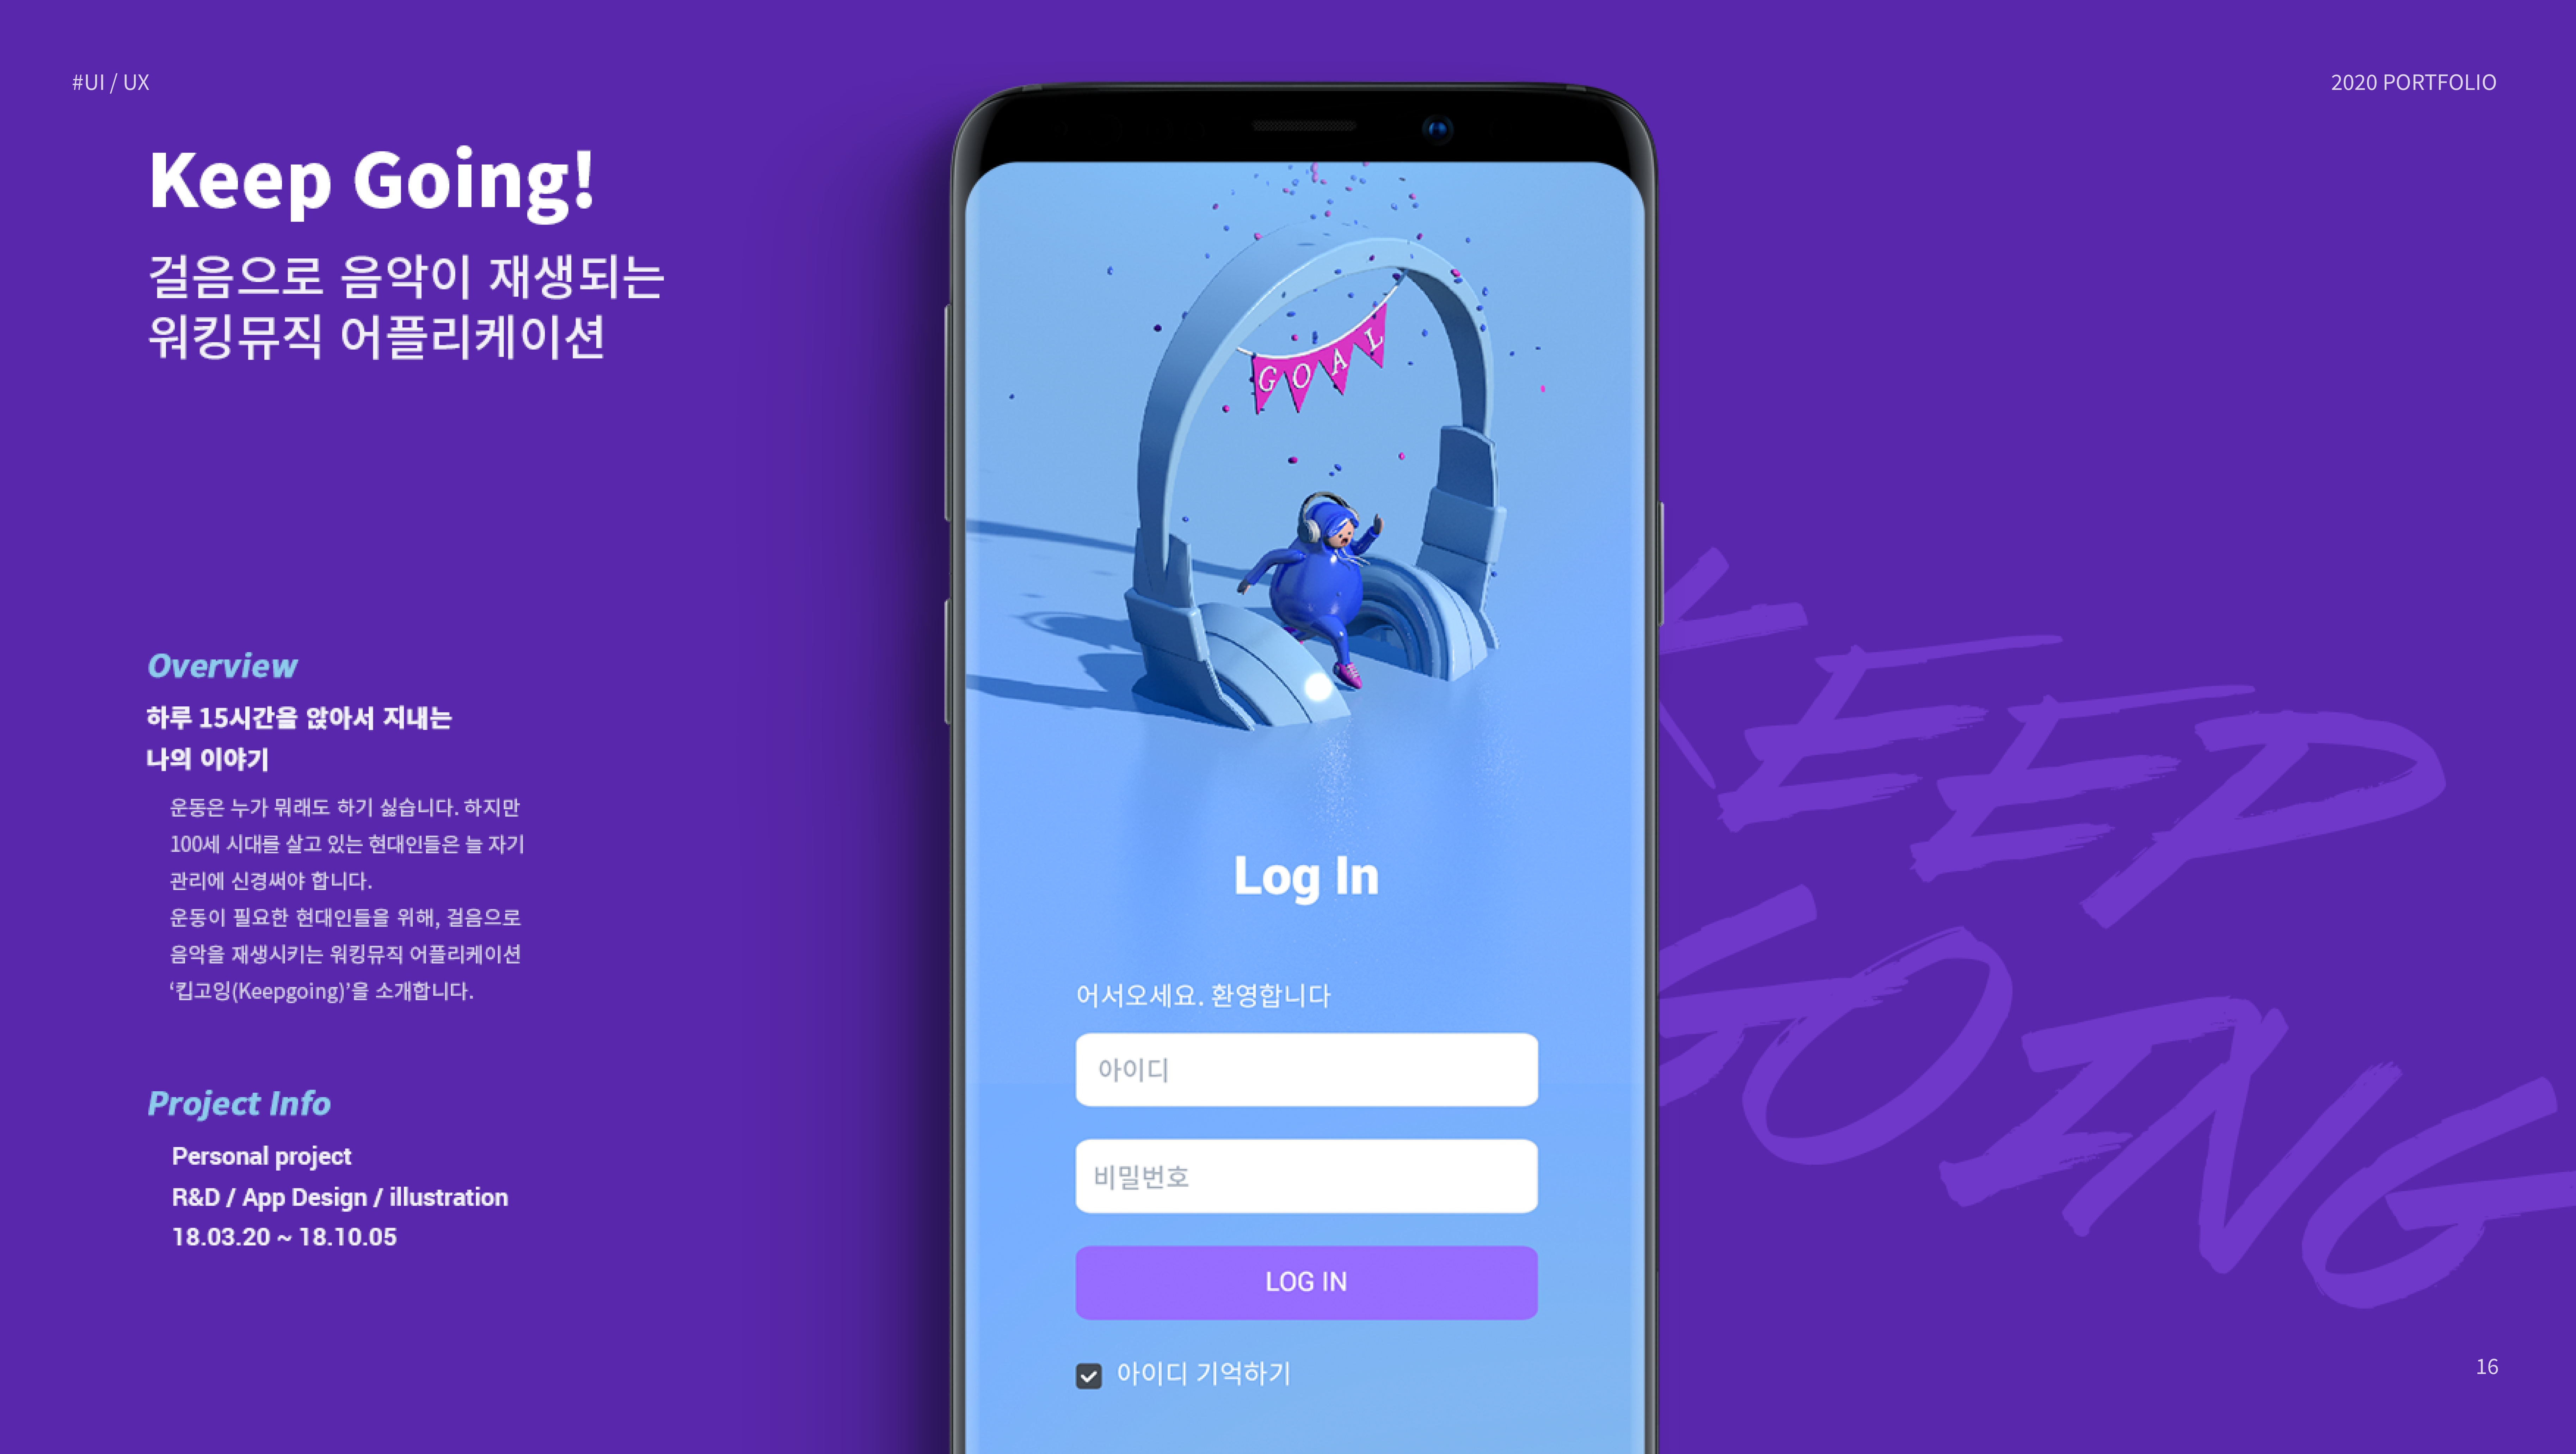 #UI / UX
2020 PORTFOLIO
Keep Going!
걸음으로 음악이 재생되는
워킹뮤직 어플리케이션
Overview
하루 15시간을 앉아서 지내는
나의 이야기
운동은 누가 뭐래도 하기 싫습니다. 하지만
100세 시대를 살고 있는 현대인들은 늘 자기
관리에 신경써야 합니다.
운동이 필요한 현대인들을 위해, 걸음으로
음악을 재생시키는 워킹뮤직 어플리케이션
‘킵고잉(Keepgoing)’을 소개합니다.
Project Info
Personal project
R&D / App Design / illustration
18.03.20 ~ 18.10.05
GOAL
Log In
어서오세요. 환영합니다
아이디
비밀번호
LOG IN
아이디 기억하기
KEEP
GOING
16